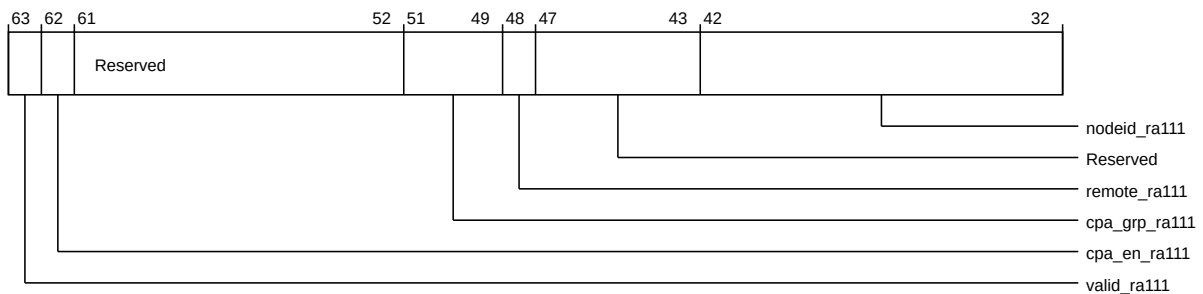 63 62 61 52 51 49 48 47 43 42 32
Reserved
nodeid_ra111
Reserved
remote_ra111
cpa_grp_ra111
cpa_en_ra111
valid_ra111